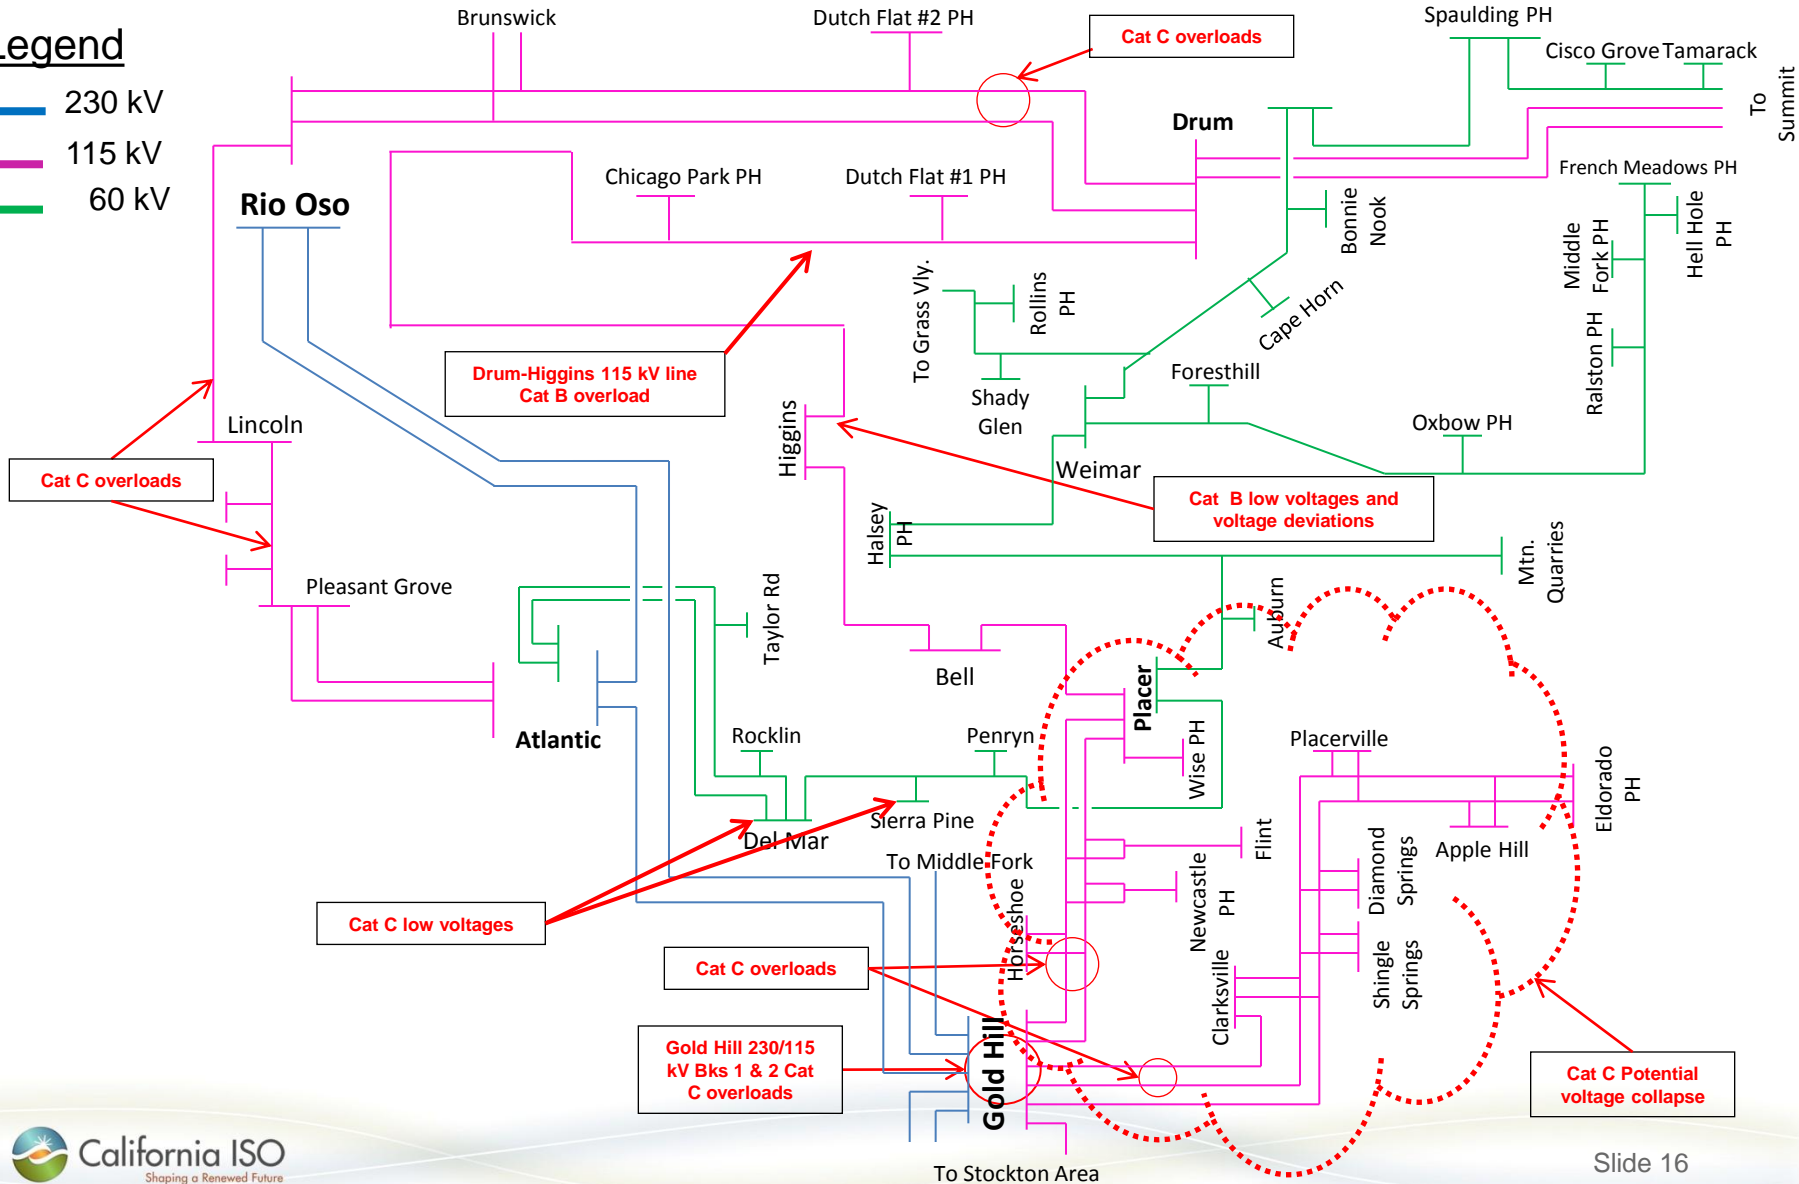 Legend
230 kV
115 kV
60 kV
Brunswick
Dutch Flat #2 PH
Cat C overloads
Spaulding PH
Cisco Grove
Tamarack
To
Summit
Drum
Chicago Park PH
Dutch Flat #1 PH
French Meadows PH
Rio Oso
Bonnie
Nook
Middle
Fork PH
Hell Hole
PH
To Grass Vly.
Rollins
PH
Cape Horn
Ralston PH
Drum-Higgins 115 kV line
Cat B overload
Shady
Glen
Foresthill
Oxbow PH
Lincoln
Higgins
Weimar
Cat C overloads
Cat B low voltages and
voltage deviations
Halsey
PH
Mtn.
Quarries
Pleasant Grove
Taylor Rd
Auburn
Bell
Placer
Atlantic
Rocklin
Penryn
Wise PH
Placerville
Eldorado
PH
Del Mar
Sierra Pine
To Middle Fork
Flint
Apple Hill
Cat C low voltages
Horseshoe
Newcastle
PH
Diamond
Springs
Cat C overloads
Clarksville
Shingle
Springs
Gold Hill 230/115
kV Bks 1 & 2 Cat
C overloads
Gold Hill
Cat C Potential
voltage collapse
To Stockton Area
California ISO
Shaping a Renewed Future
Slide 16